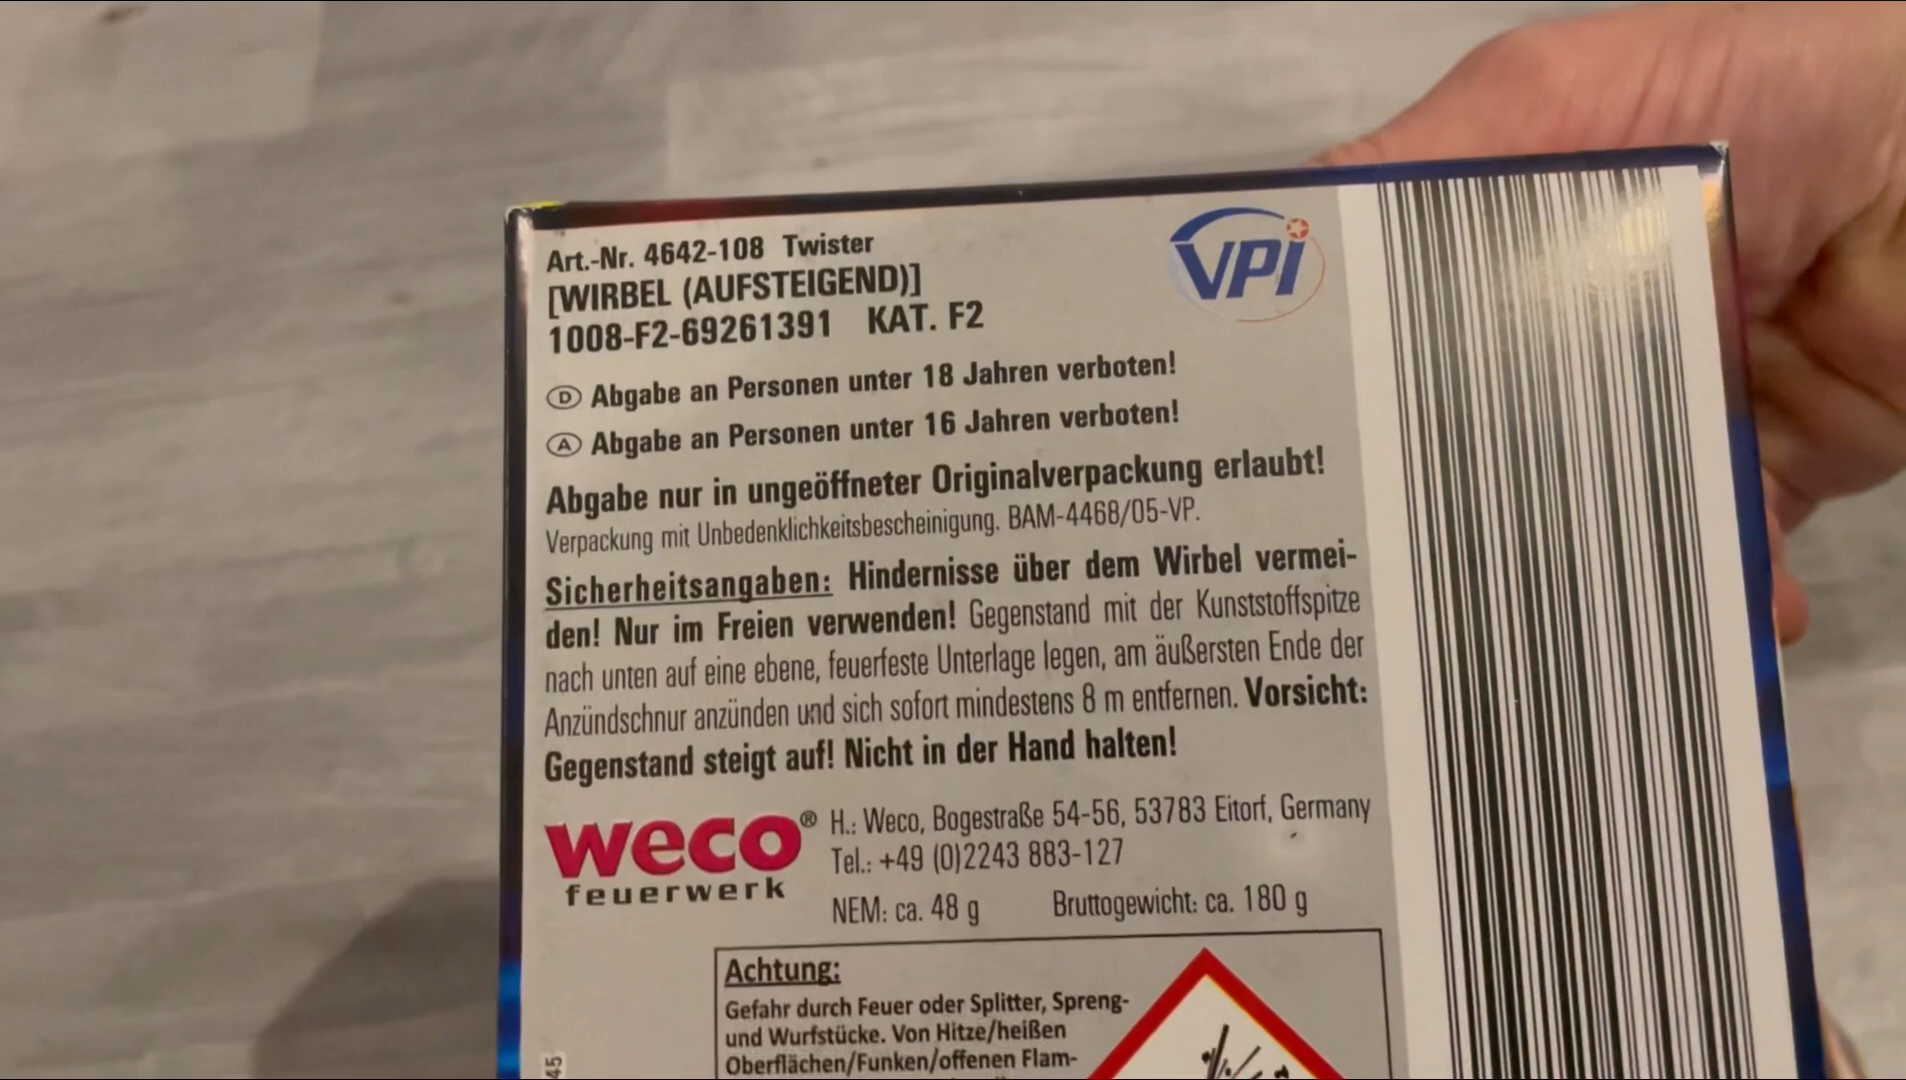 Art.-Nr. 4642-108 Twister
[WIRBEL (AUFSTEIGEND)]
1008-F2-69261391 KAT. F2
VPI
D Abgabe an Personen unter 18 Jahren verboten!
A Abgabe an Personen unter 16 Jahren verboten!
Abgabe nur in ungeöffneter Originalverpackung erlaubt!
Verpackung mit Unbedenklichkeitsbescheinigung. BAM-4468/05-VP.
Sicherheitsangaben: Hindernisse über dem Wirbel vermei-
den! Nur im Freien verwenden! Gegenstand mit der Kunststoffspitze
nach unten auf eine ebene, feuerfeste Unterlage legen, am äußersten Ende der
Anzündschnur anzünden und sich sofort mindestens 8 m entfernen. Vorsicht:
Gegenstand steigt auf! Nicht in der Hand halten!
weco®
feuerwerk
H.: Weco, Bogestraße 54-56, 53783 Eitorf, Germany
Tel.: +49 (0)2243 883-127
NEM: ca. 48 g Bruttogewicht: ca. 180 g
Achtung:
Gefahr durch Feuer oder Splitter, Spreng-
und Wurfstücke. Von Hitze/heißen
Oberflächen/Funken/offenen Flam-
45